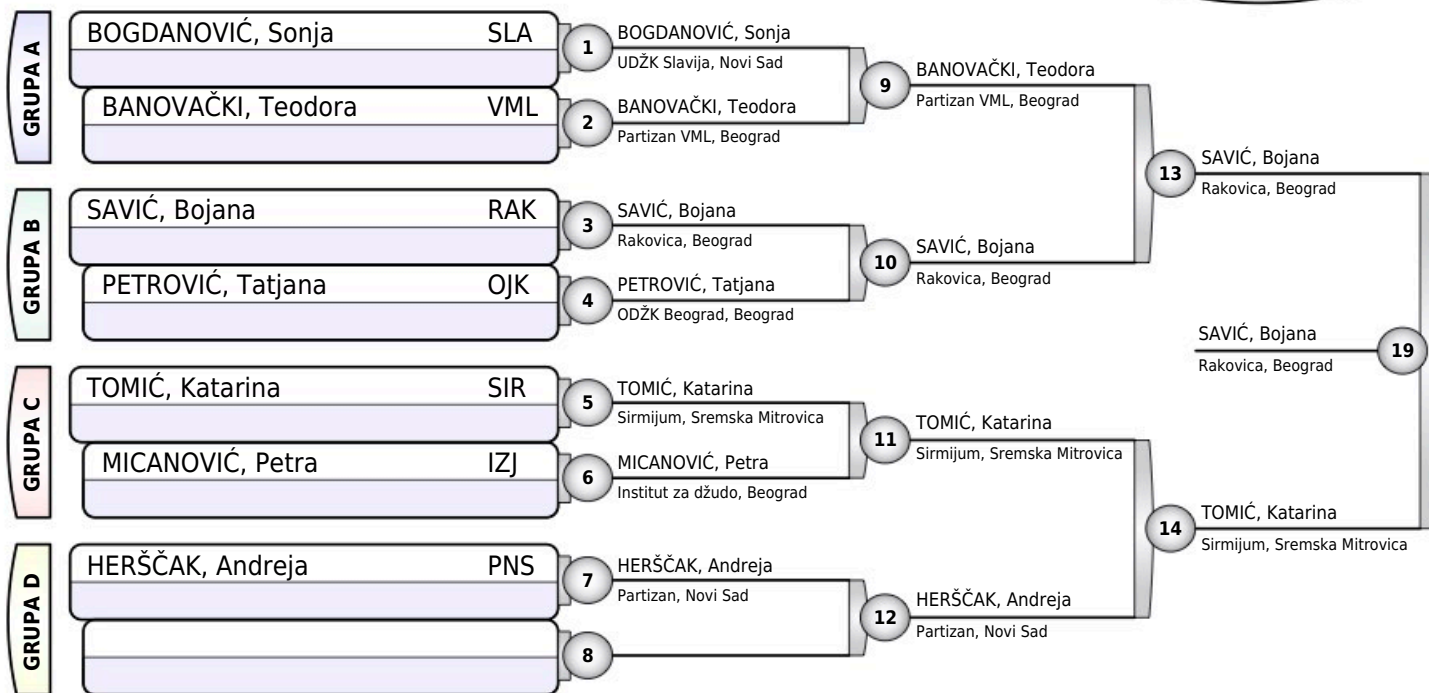 GRUPA A
BOGDANOVIĆ, Sonja SLA
BANOVAČKI, Teodora VML
1
BOGDANOVIĆ, Sonja
UDŽK Slavija, Novi Sad
2
BANOVAČKI, Teodora
Partizan VML, Beograd
9
BANOVAČKI, Teodora
Partizan VML, Beograd
GRUPA B
SAVIĆ, Bojana RAK
PETROVIĆ, Tatjana OJK
3
SAVIĆ, Bojana
Rakovica, Beograd
4
PETROVIĆ, Tatjana
ODŽK Beograd, Beograd
10
SAVIĆ, Bojana
Rakovica, Beograd
13
SAVIĆ, Bojana
Rakovica, Beograd
GRUPA C
TOMIĆ, Katarina SIR
MICANOVIĆ, Petra IZJ
5
TOMIĆ, Katarina
Sirmijum, Sremska Mitrovica
6
MICANOVIĆ, Petra
Institut za džudo, Beograd
11
TOMIĆ, Katarina
Sirmijum, Sremska Mitrovica
GRUPA D
HERŠČAK, Andreja PNS
7
HERŠČAK, Andreja
Partizan, Novi Sad
8
12
HERŠČAK, Andreja
Partizan, Novi Sad
14
TOMIĆ, Katarina
Sirmijum, Sremska Mitrovica
SAVIĆ, Bojana
Rakovica, Beograd
19